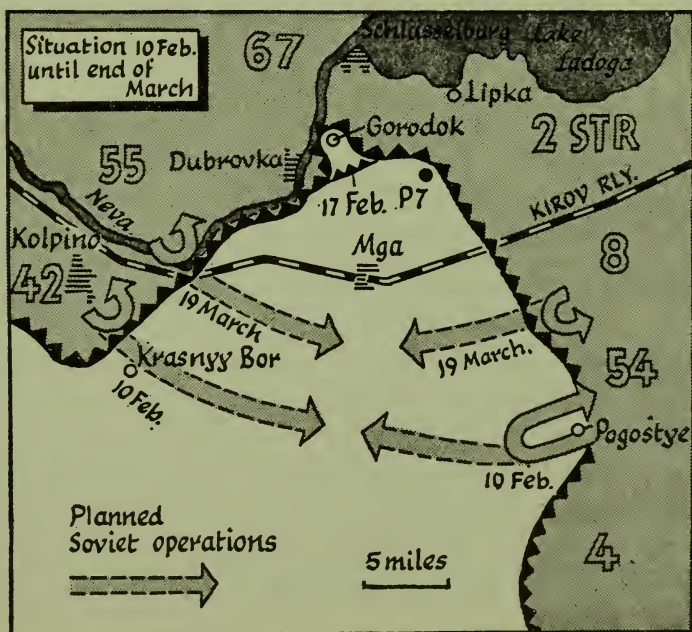 Situation 10 Feb.
until end of
March
67
Schlüsselburg
Lake
Ladoga
Lipka
Gorodok
2 STR
55
Dubrovka
17 Feb.
P7
KIROV RLY.
Neva
Kolpino
Mga
8
42
19 March
19 March.
Krasnyy Bor
54
10 Feb.
Pogostye
10 Feb.
Planned
Soviet operations
5 miles
4